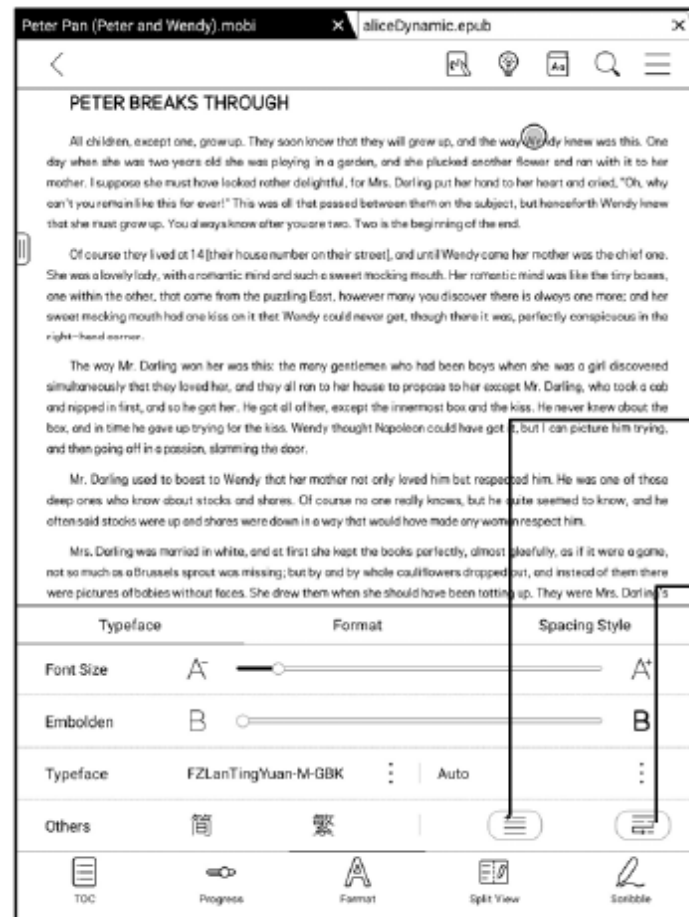 Peter Pan (Peter and Wendy).mobi
aliceDynamic.epub
Aa
PETER BREAKS THROUGH
All children, except one, grow up. They soon know that they will grow up, and the way Wendy knew was this. One
day when she was two years old she was playing in a garden, and she plucked another flower and ran with it to her
mother. I suppose she must have looked rather delightful, for Mrs. Darling put her hand to her heart and cried, "Oh, why
can't you remain like this for ever!" This was all that passed between them on the subject, but henceforth Wendy knew
that she must grow up. You always know after you are two. Two is the beginning of the end.
Of course they lived at 14 [their house number on their street], and until Wendy came her mother was the chief one.
She was a lovely lady, with a romantic mind and such a sweet mocking mouth. Her romantic mind was like the tiny boxes,
one within the other, that come from the puzzling East, however many you discover there is always one more; and her
sweet mocking mouth had one kiss on it that Wendy could never get, though there it was, perfectly conspicuous in the
right-hand corner.
The way Mr. Darling won her was this: the many gentlemen who had been boys when she was a girl discovered
simultaneously that they loved her, and they all ran to her house to propose to her except Mr. Darling, who took a cab
and nipped in first, and so he got her. He got all of her, except the innermost box and the kiss. He never knew about the
box, and in time he gave up trying for the kiss. Wendy thought Napoleon could have got it, but I can picture him trying,
and then going off in a passion, slamming the door.
Mr. Darling used to boast to Wendy that her mother not only loved him but respected him. He was one of those
deep ones who know about stocks and shares. Of course no one really knows, but he quite seemed to know, and he
often said stocks were up and shares were down in a way that would have made any woman respect him.
Mrs. Darling was married in white, and at first she kept the books perfectly, almost gleefully, as if it were a game,
not so much as a Brussels sprout was missing; but by and by whole cauliflowers dropped out, and instead of them there
were pictures of babies without faces. She drew them when she should have been totting up. They were Mrs. Darling's
Typeface Format Spacing Style
Font Size A- A+
Embolden B B
Typeface FZLanTingYuan-M-GBK Auto
Others 简 繁
TOC Progress Format Split View Scribble